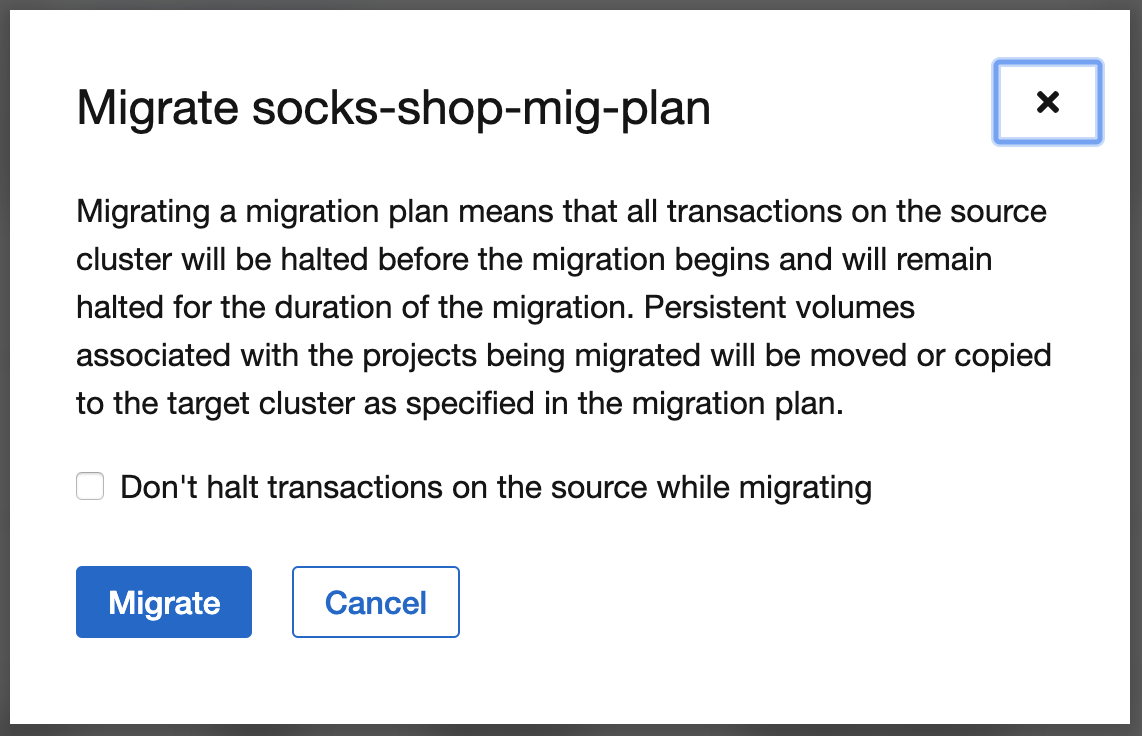 Migrate socks-shop-mig-plan
Migrating a migration plan means that all transactions on the source
cluster will be halted before the migration begins and will remain
halted for the duration of the migration. Persistent volumes
associated with the projects being migrated will be moved or copied
to the target cluster as specified in the migration plan.
Don't halt transactions on the source while migrating
Migrate Cancel